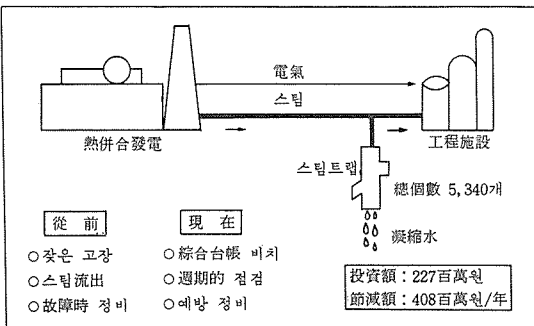 電氣
스팀
熱倂合發電
工程施設
스팀트랩
總個數 5,340개
凝縮水
從前
○잦은 고장
○스팀流出
○故障時 정비
現在
○綜合台帳 비치
○週期的 점검
○예방 정비
投資額 : 227百萬원
節減額 : 408百萬원/年